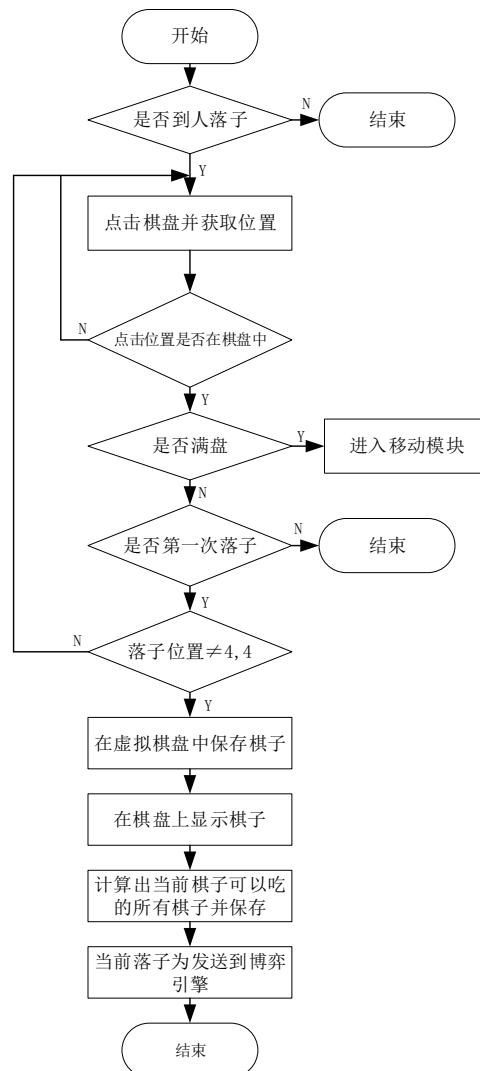 开始
是否到人落子
N
结束
Y
点击棋盘并获取位置
N
点击位置是否在棋盘中
Y
是否满盘
Y
进入移动模块
N
是否第一次落子
N
结束
Y
N
落子位置≠4,4
Y
在虚拟棋盘中保存棋子
在棋盘上显示棋子
计算出当前棋子可以吃
的所有棋子并保存
当前落子为发送到博弈
引擎
结束